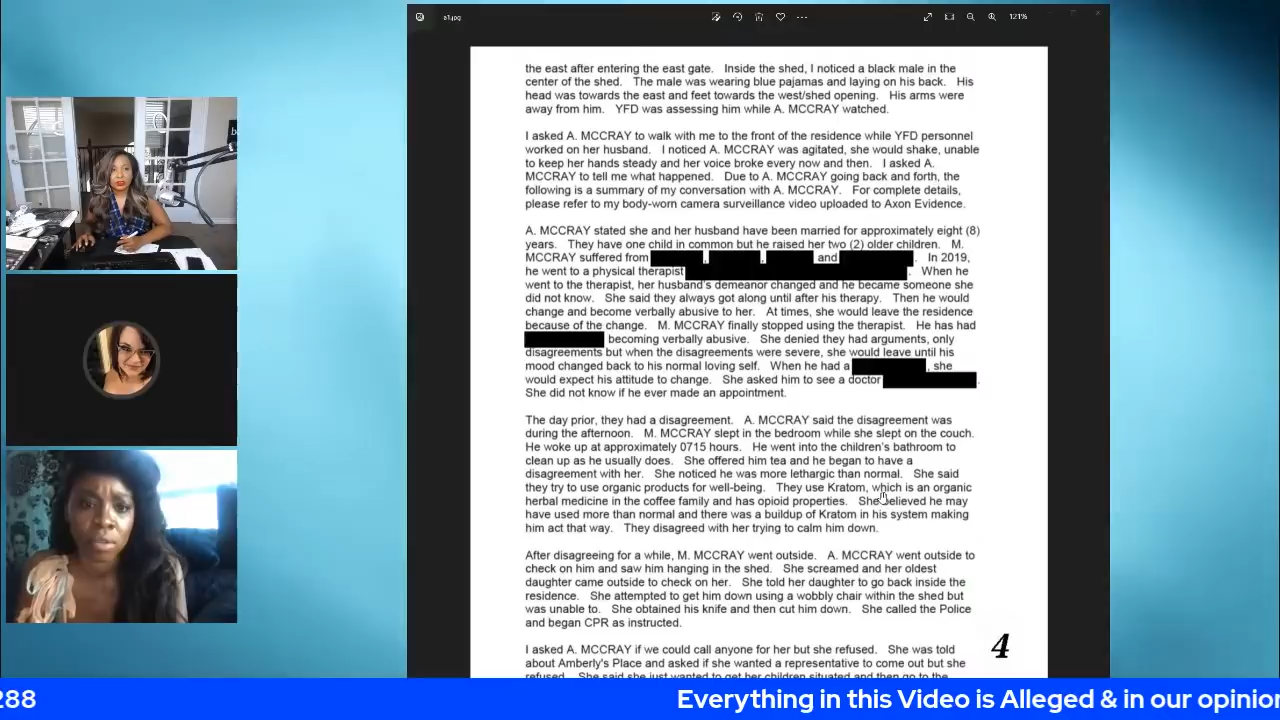 a1.jpg
121%
the east after entering the east gate. Inside the shed, I noticed a black male in the
center of the shed. The male was wearing blue pajamas and laying on his back. His
head was towards the east and feet towards the west/shed opening. His arms were
away from him. YFD was assessing him while A. MCCRAY watched.
I asked A. MCCRAY to walk with me to the front of the residence while YFD personnel
worked on her husband. I noticed A. MCCRAY was agitated, she would shake, unable
to keep her hands steady and her voice broke every now and then. I asked A.
MCCRAY to tell me what happened. Due to A. MCCRAY going back and forth, the
following is a summary of my conversation with A. MCCRAY. For complete details,
please refer to my body-worn camera surveillance video uploaded to Axon Evidence.
A. MCCRAY stated she and her husband have been married for approximately eight (8)
years. They have one child in common but he raised her two (2) older children. M.
MCCRAY suffered from , , and . In 2019,
he went to a physical therapist . When he
went to the therapist, her husband's demeanor changed and he became someone she
did not know. She said they always got along until after his therapy. Then he would
change and become verbally abusive to her. At times, she would leave the residence
because of the change. M. MCCRAY finally stopped using the therapist. He has had
becoming verbally abusive. She denied they had arguments, only
disagreements but when the disagreements were severe, she would leave until his
mood changed back to his normal loving self. When he had a , she
would expect his attitude to change. She asked him to see a doctor .
She did not know if he ever made an appointment.
The day prior, they had a disagreement. A. MCCRAY said the disagreement was
during the afternoon. M. MCCRAY slept in the bedroom while she slept on the couch.
He woke up at approximately 0715 hours. He went into the children's bathroom to
clean up as he usually does. She offered him tea and he began to have a
disagreement with her. She noticed he was more lethargic than normal. She said
they try to use organic products for well-being. They use Kratom, which is an organic
herbal medicine in the coffee family and has opioid properties. She believed he may
have used more than normal and there was a buildup of Kratom in his system making
him act that way. They disagreed with her trying to calm him down.
After disagreeing for a while, M. MCCRAY went outside. A. MCCRAY went outside to
check on him and saw him hanging in the shed. She screamed and her oldest
daughter came outside to check on her. She told her daughter to go back inside the
residence. She attempted to get him down using a wobbly chair within the shed but
was unable to. She obtained his knife and then cut him down. She called the Police
and began CPR as instructed.
4
I asked A. MCCRAY if we could call anyone for her but she refused. She was told
about Amberly's Place and asked if she wanted a representative to come out but she
refused. She said she just wanted to get her children situated and then go to the
288
Everything in this Video is Alleged & in our opinion